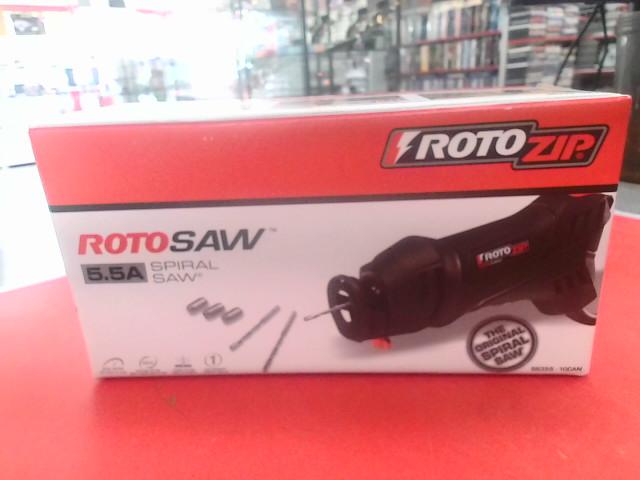 ROTOZIP®
ROTOSAW™
5.5A SPIRAL
SAW®
ROTOZIP
THE
ORIGINAL
SPIRAL
SAW®